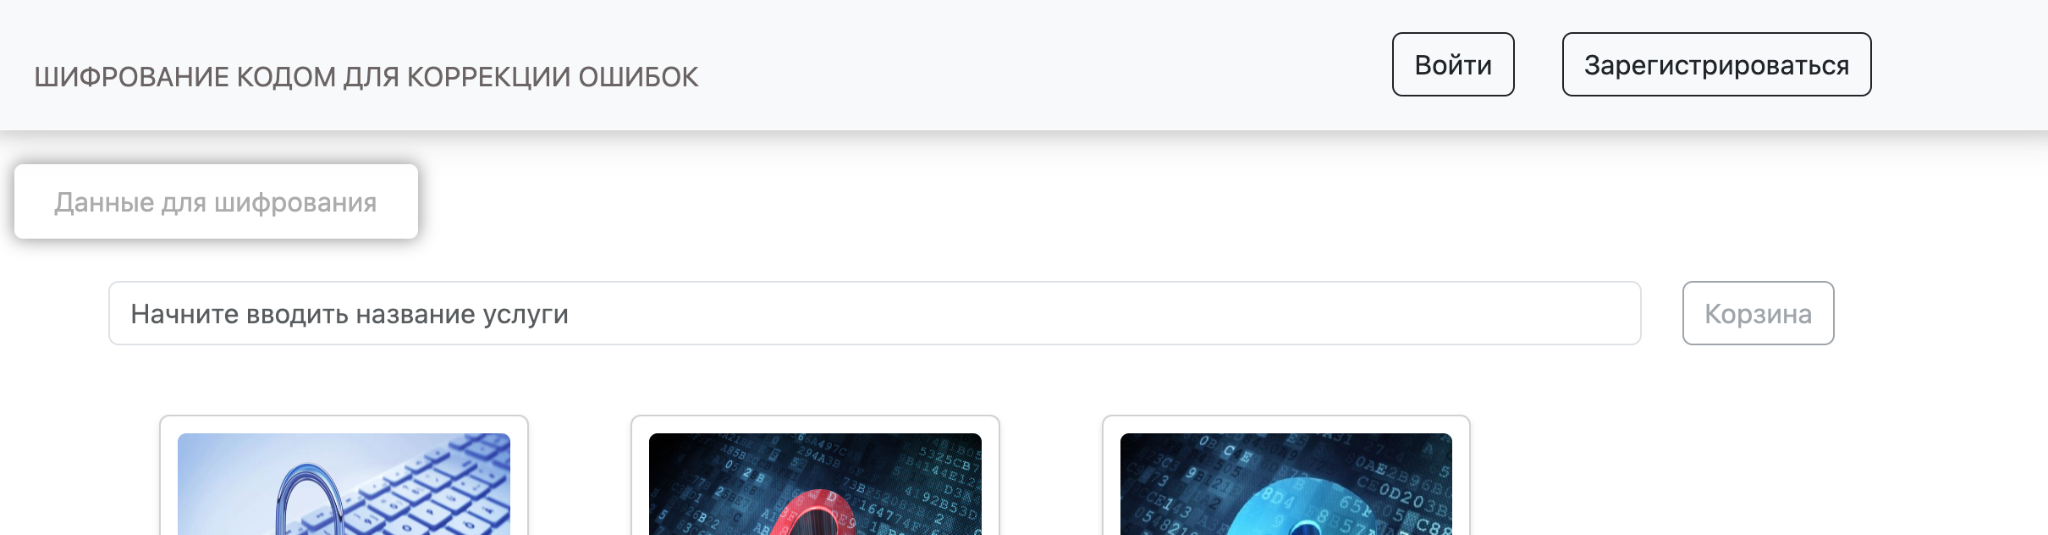 ШИФРОВАНИЕ КОДОМ ДЛЯ КОРРЕКЦИИ ОШИБОК
Войти
Зарегистрироваться
Данные для шифрования
Начните вводить название услуги
Корзина